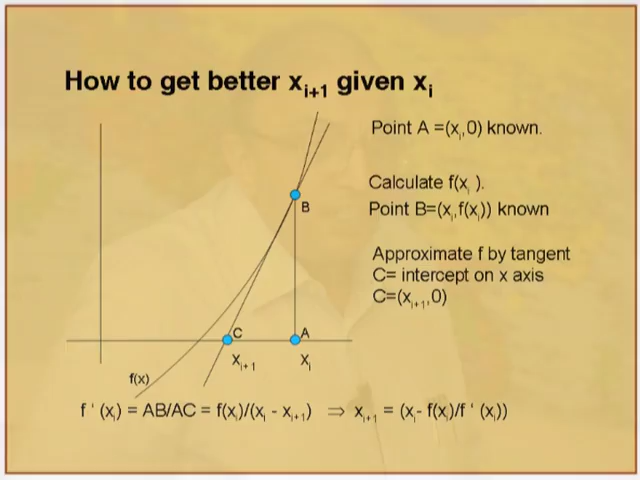 How to get better xᵢ₊₁ given xᵢ
Point A =(xᵢ,0) known.
Calculate f(xᵢ ).
Point B=(xᵢ,f(xᵢ)) known
Approximate f by tangent
C= intercept on x axis
C=(xᵢ₊₁,0)
B
C
A
xᵢ₊₁
xᵢ
f(x)
f ' (xᵢ) = AB/AC = f(xᵢ)/(xᵢ - xᵢ₊₁) ⇒ xᵢ₊₁ = (xᵢ- f(xᵢ)/f ' (xᵢ))